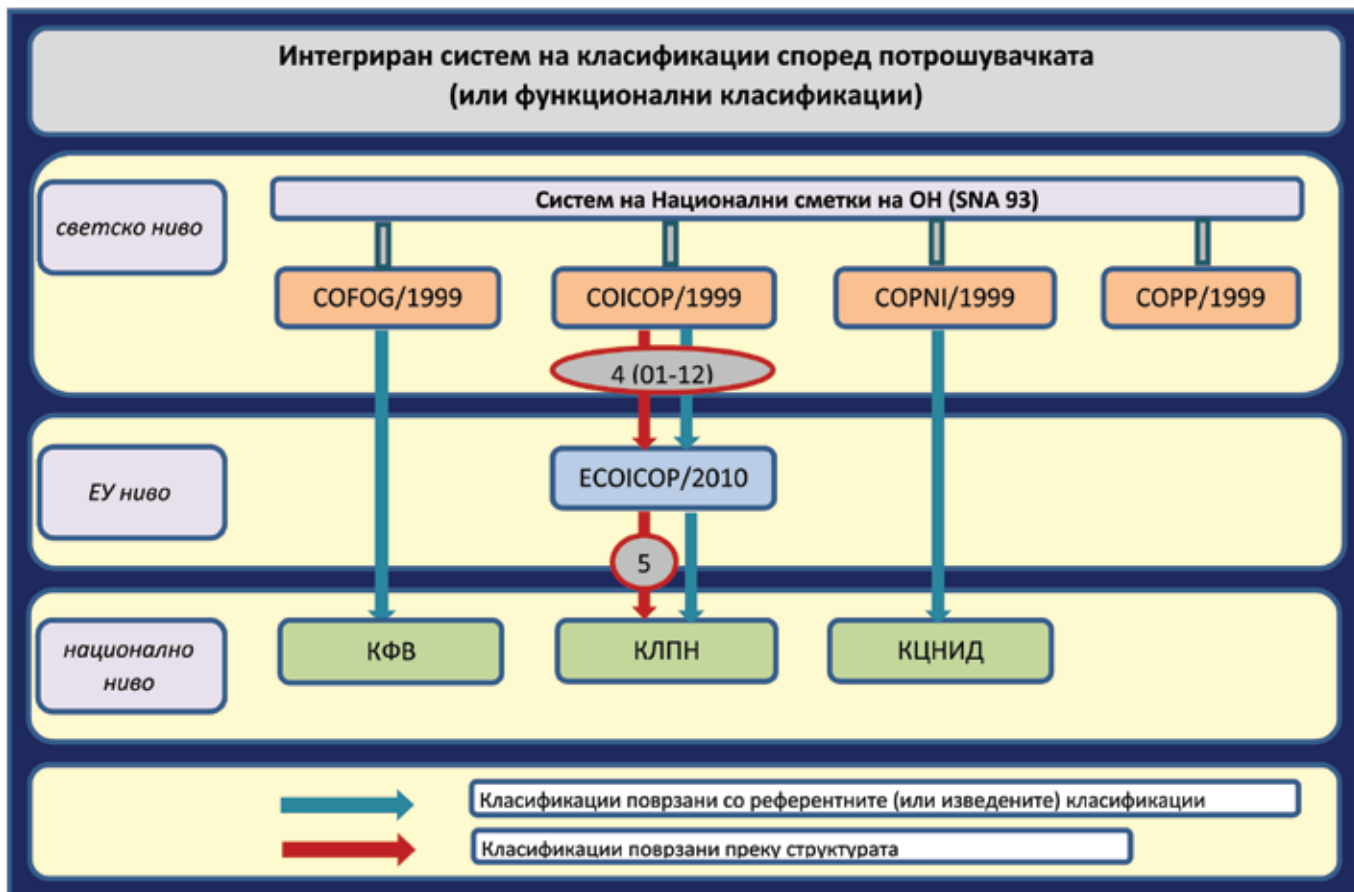 Интегриран систем на класификации според потрошувачката
(или функционални класификации)
светско ниво
Систем на Национални сметки на ОН (SNA 93)
COFOG/1999
COICOP/1999
COPNI/1999
COPP/1999
4 (01-12)
ЕУ ниво
ECOICOP/2010
5
национално
ниво
КФВ
КЛПН
КЦНИД
Класификации поврзани со референтните (или изведените) класификации
Класификации поврзани преку структурата